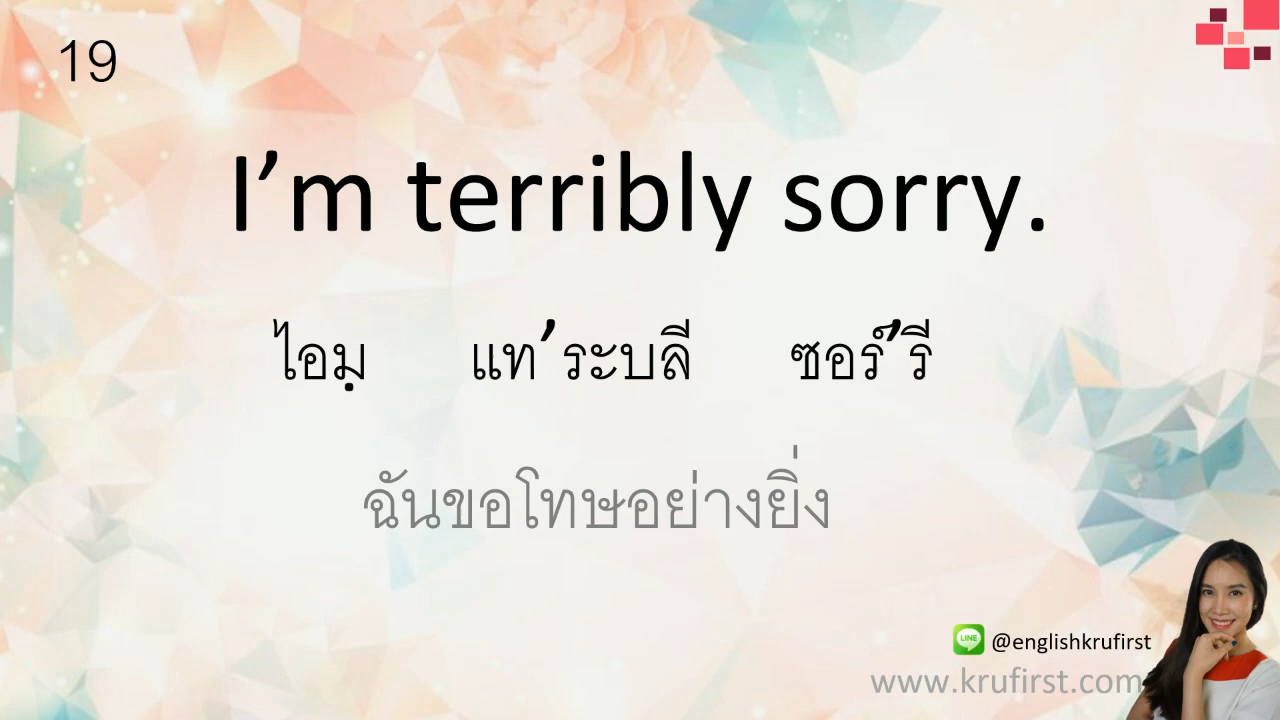 19
I’m terribly sorry.
ไอมฺ แท′ระบลี ซอร์′รี
ฉันขอโทษอย่างยิ่ง
LINE @englishkrufirst
www.krufirst.com